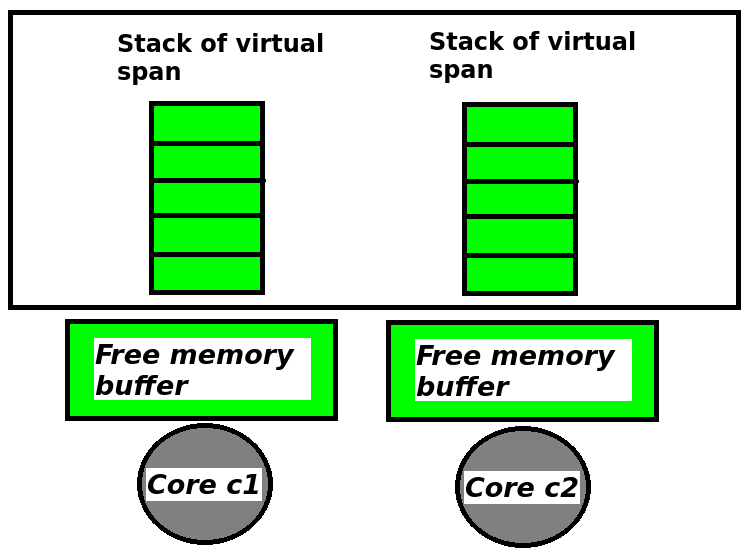 Stack of virtual
span
Stack of virtual
span
Free memory
buffer
Free memory
buffer
Core c1
Core c2